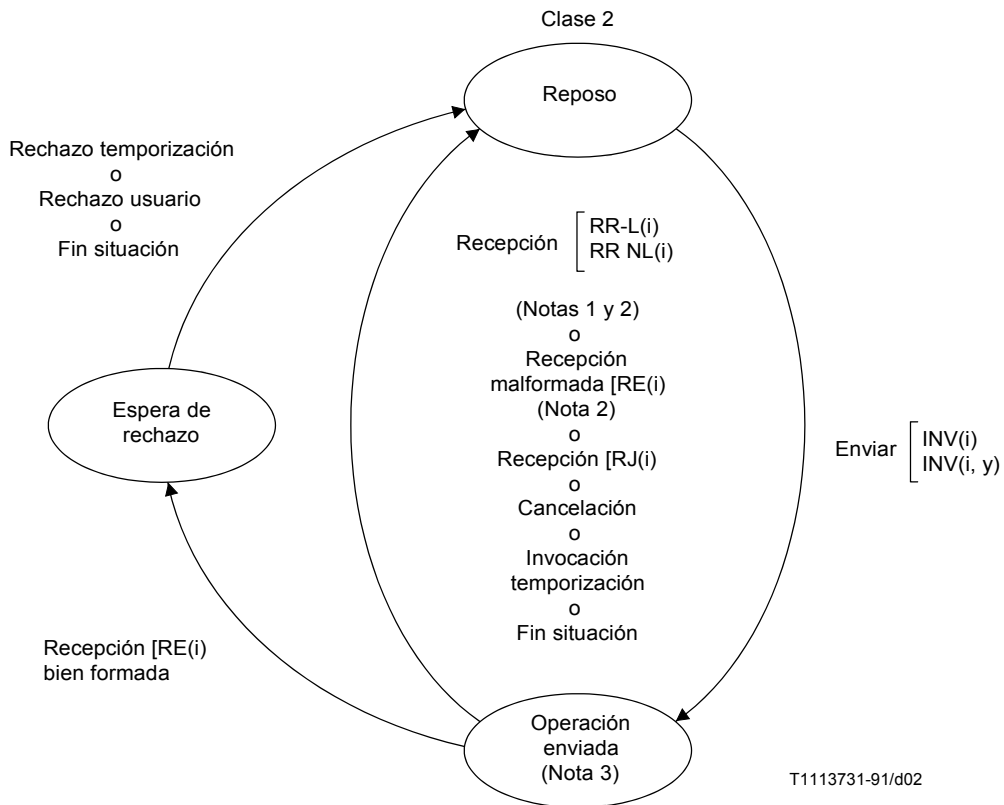 Clase 2
Reposo
Rechazo temporización
o
Rechazo usuario
o
Fin situación
Recepción
RR-L(i)
RR NL(i)
(Notas 1 y 2)
o
Recepción
malformada [RE(i)
(Nota 2)
o
Recepción [RJ(i)
o
Cancelación
o
Invocación
temporización
o
Fin situación
Espera de
rechazo
Enviar
INV(i)
INV(i, y)
Recepción [RE(i)
bien formada
Operación
enviada
(Nota 3)
T1113731-91/d02